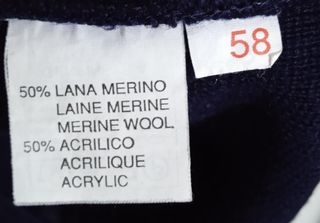 58
50% LANA MERINO
LAINE MERINE
MERINE WOOL
50% ACRILICO
ACRILIQUE
ACRYLIC